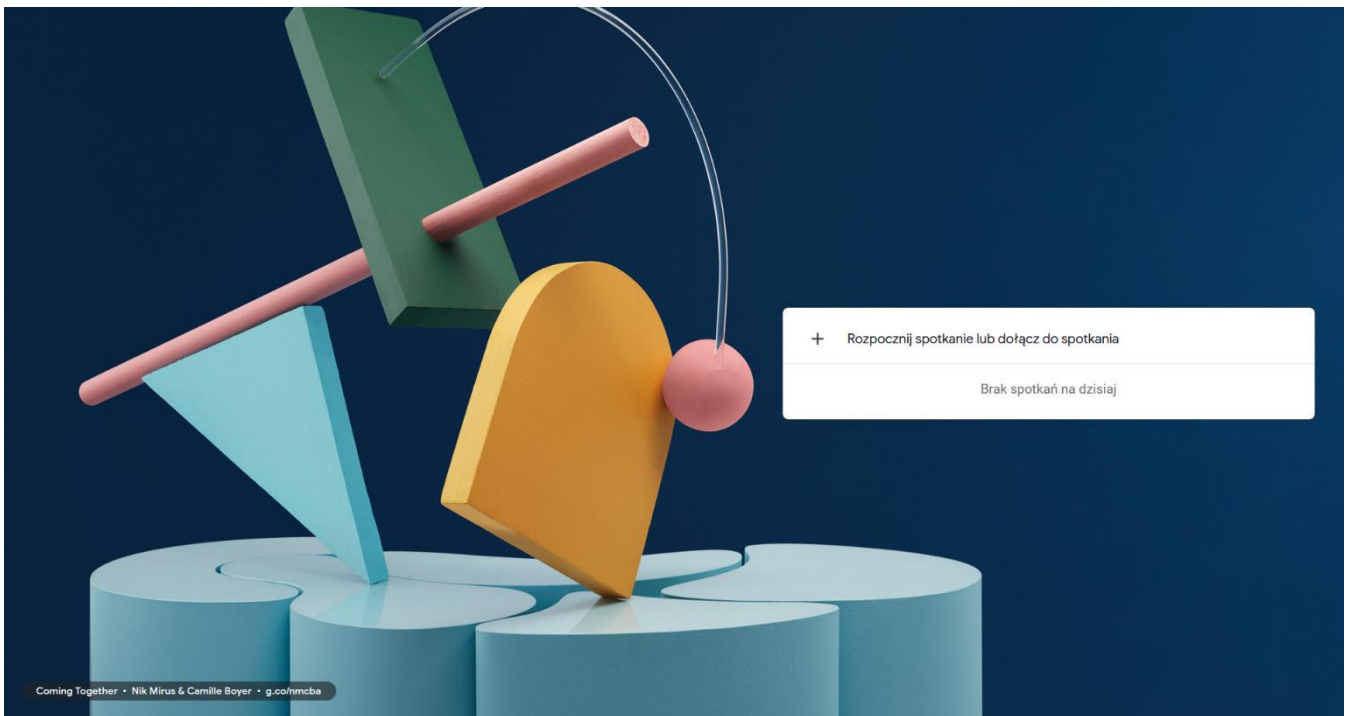 + Rozpocznij spotkanie lub dołącz do spotkania
Brak spotkań na dzisiaj
Coming Together • Nik Mirus & Camille Boyer • g.co/nmcba